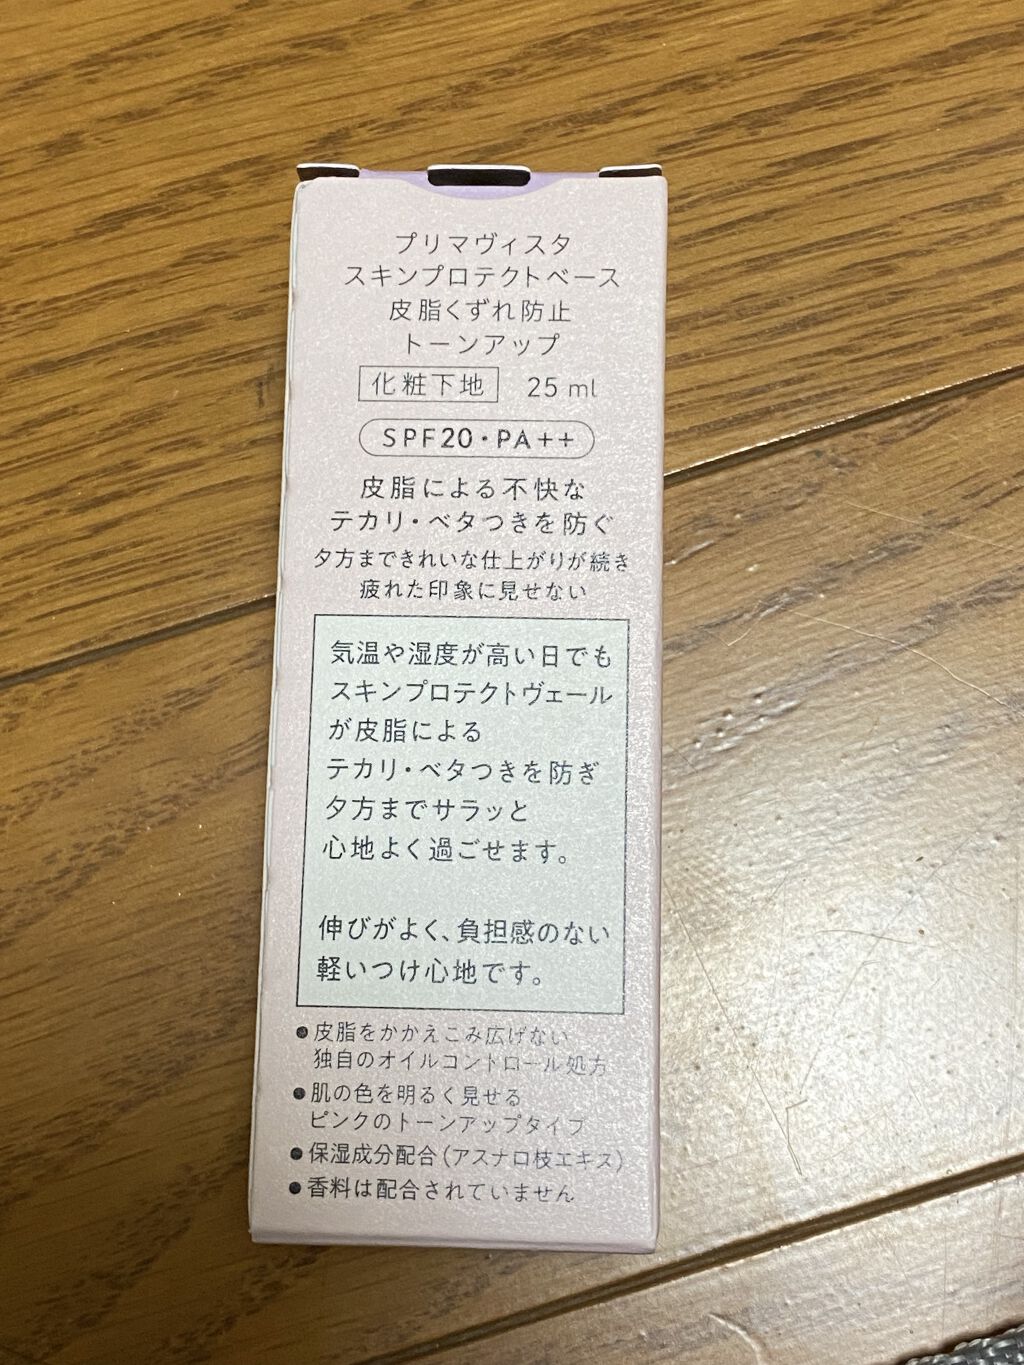 プリマヴィスタ
スキンプロテクトベース
皮脂くずれ防止
トーンアップ
化粧下地 25 ml
SPF20・PA++
皮脂による不快な
テカリ・ベタつきを防ぐ
夕方まできれいな仕上がりが続き
疲れた印象に見せない
気温や湿度が高い日でも
スキンプロテクトヴェール
が皮脂による
テカリ・ベタつきを防ぎ
夕方までサラッと
心地よく過ごせます。
伸びがよく、負担感のない
軽いつけ心地です。
●皮脂をかかえこみ広げない
独自のオイルコントロール処方
●肌の色を明るく見せる
ピンクのトーンアップタイプ
●保湿成分配合(アスナロ枝エキス)
●香料は配合されていません